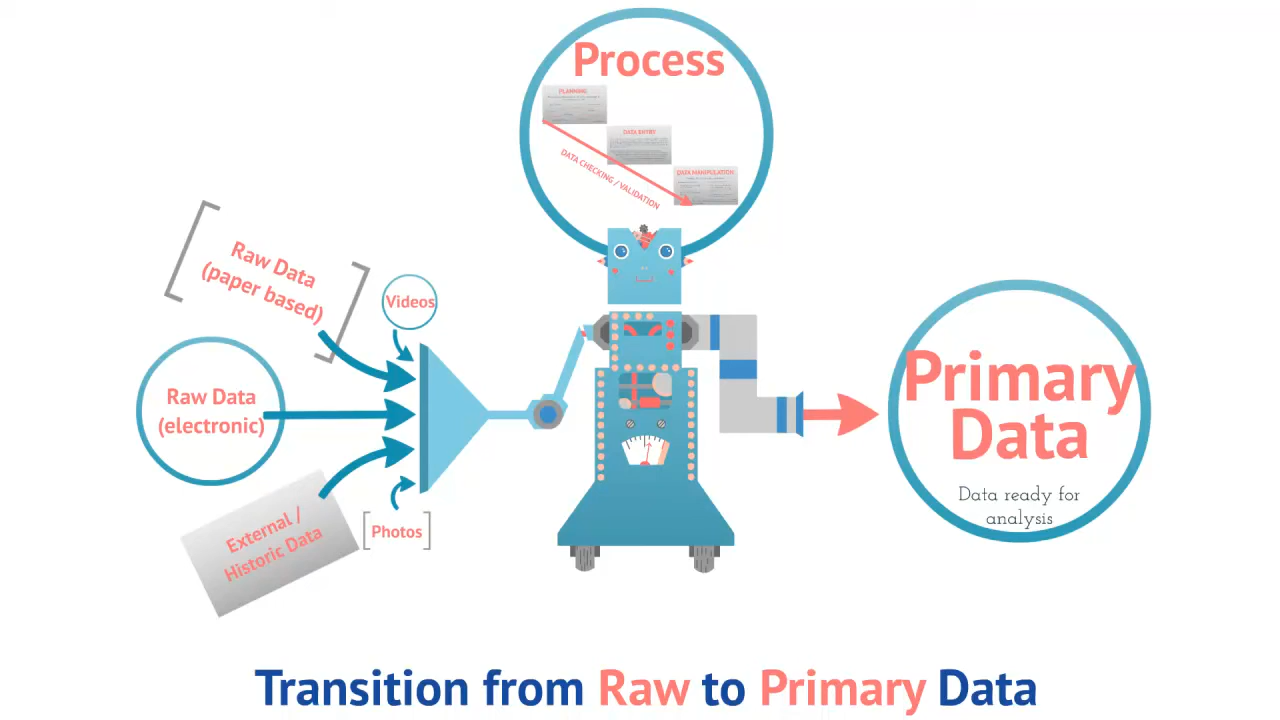 Process
PLANNING
DATA ENTRY
DATA MANIPULATION
DATA CHECKING / VALIDATION
Raw Data
(paper based)
Videos
Raw Data
(electronic)
External /
Historic Data
Photos
Primary
Data
Data ready for
analysis
Transition from Raw to Primary Data